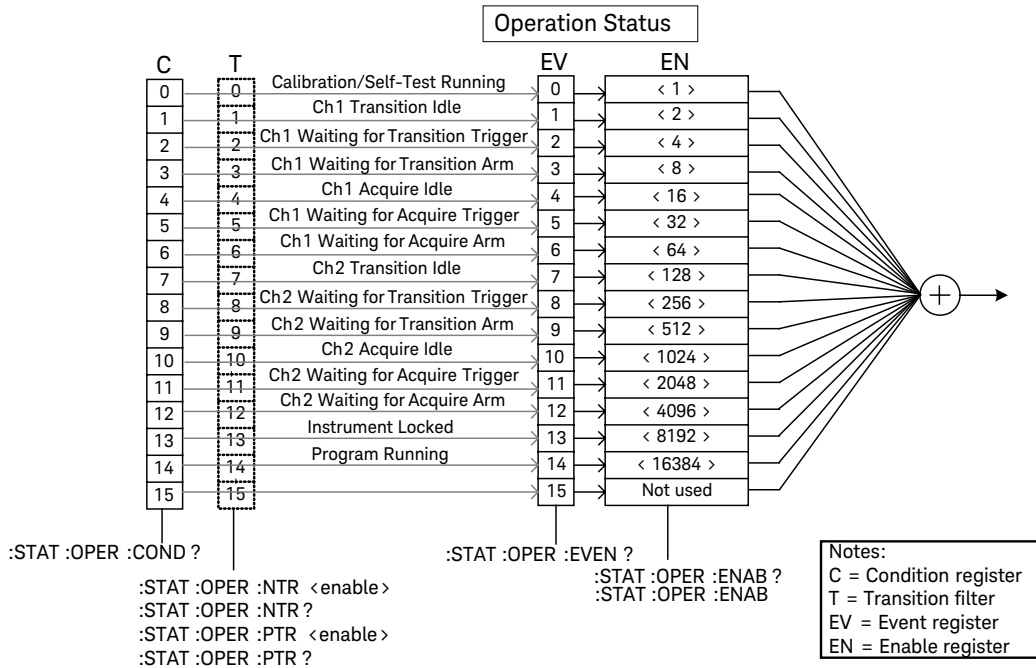 Operation Status
C T EV EN
0 0 Calibration/Self-Test Running 0 < 1 >
1 1 Ch1 Transition Idle 1 < 2 >
2 2 Ch1 Waiting for Transition Trigger 2 < 4 >
3 3 Ch1 Waiting for Transition Arm 3 < 8 >
4 4 Ch1 Acquire Idle 4 < 16 >
5 5 Ch1 Waiting for Acquire Trigger 5 < 32 >
6 6 Ch1 Waiting for Acquire Arm 6 < 64 >
7 7 Ch2 Transition Idle 7 < 128 >
8 8 Ch2 Waiting for Transition Trigger 8 < 256 >
9 9 Ch2 Waiting for Transition Arm 9 < 512 >
10 10 Ch2 Acquire Idle 10 < 1024 >
11 11 Ch2 Waiting for Acquire Trigger 11 < 2048 >
12 12 Ch2 Waiting for Acquire Arm 12 < 4096 >
13 13 Instrument Locked 13 < 8192 >
14 14 Program Running 14 < 16384 >
15 15 15 Not used
+
:STAT :OPER :COND ?
:STAT :OPER :NTR <enable>
:STAT :OPER :NTR ?
:STAT :OPER :PTR <enable>
:STAT :OPER :PTR ?
:STAT :OPER :EVEN ?
:STAT :OPER :ENAB ?
:STAT :OPER :ENAB
Notes:
C = Condition register
T = Transition filter
EV = Event register
EN = Enable register